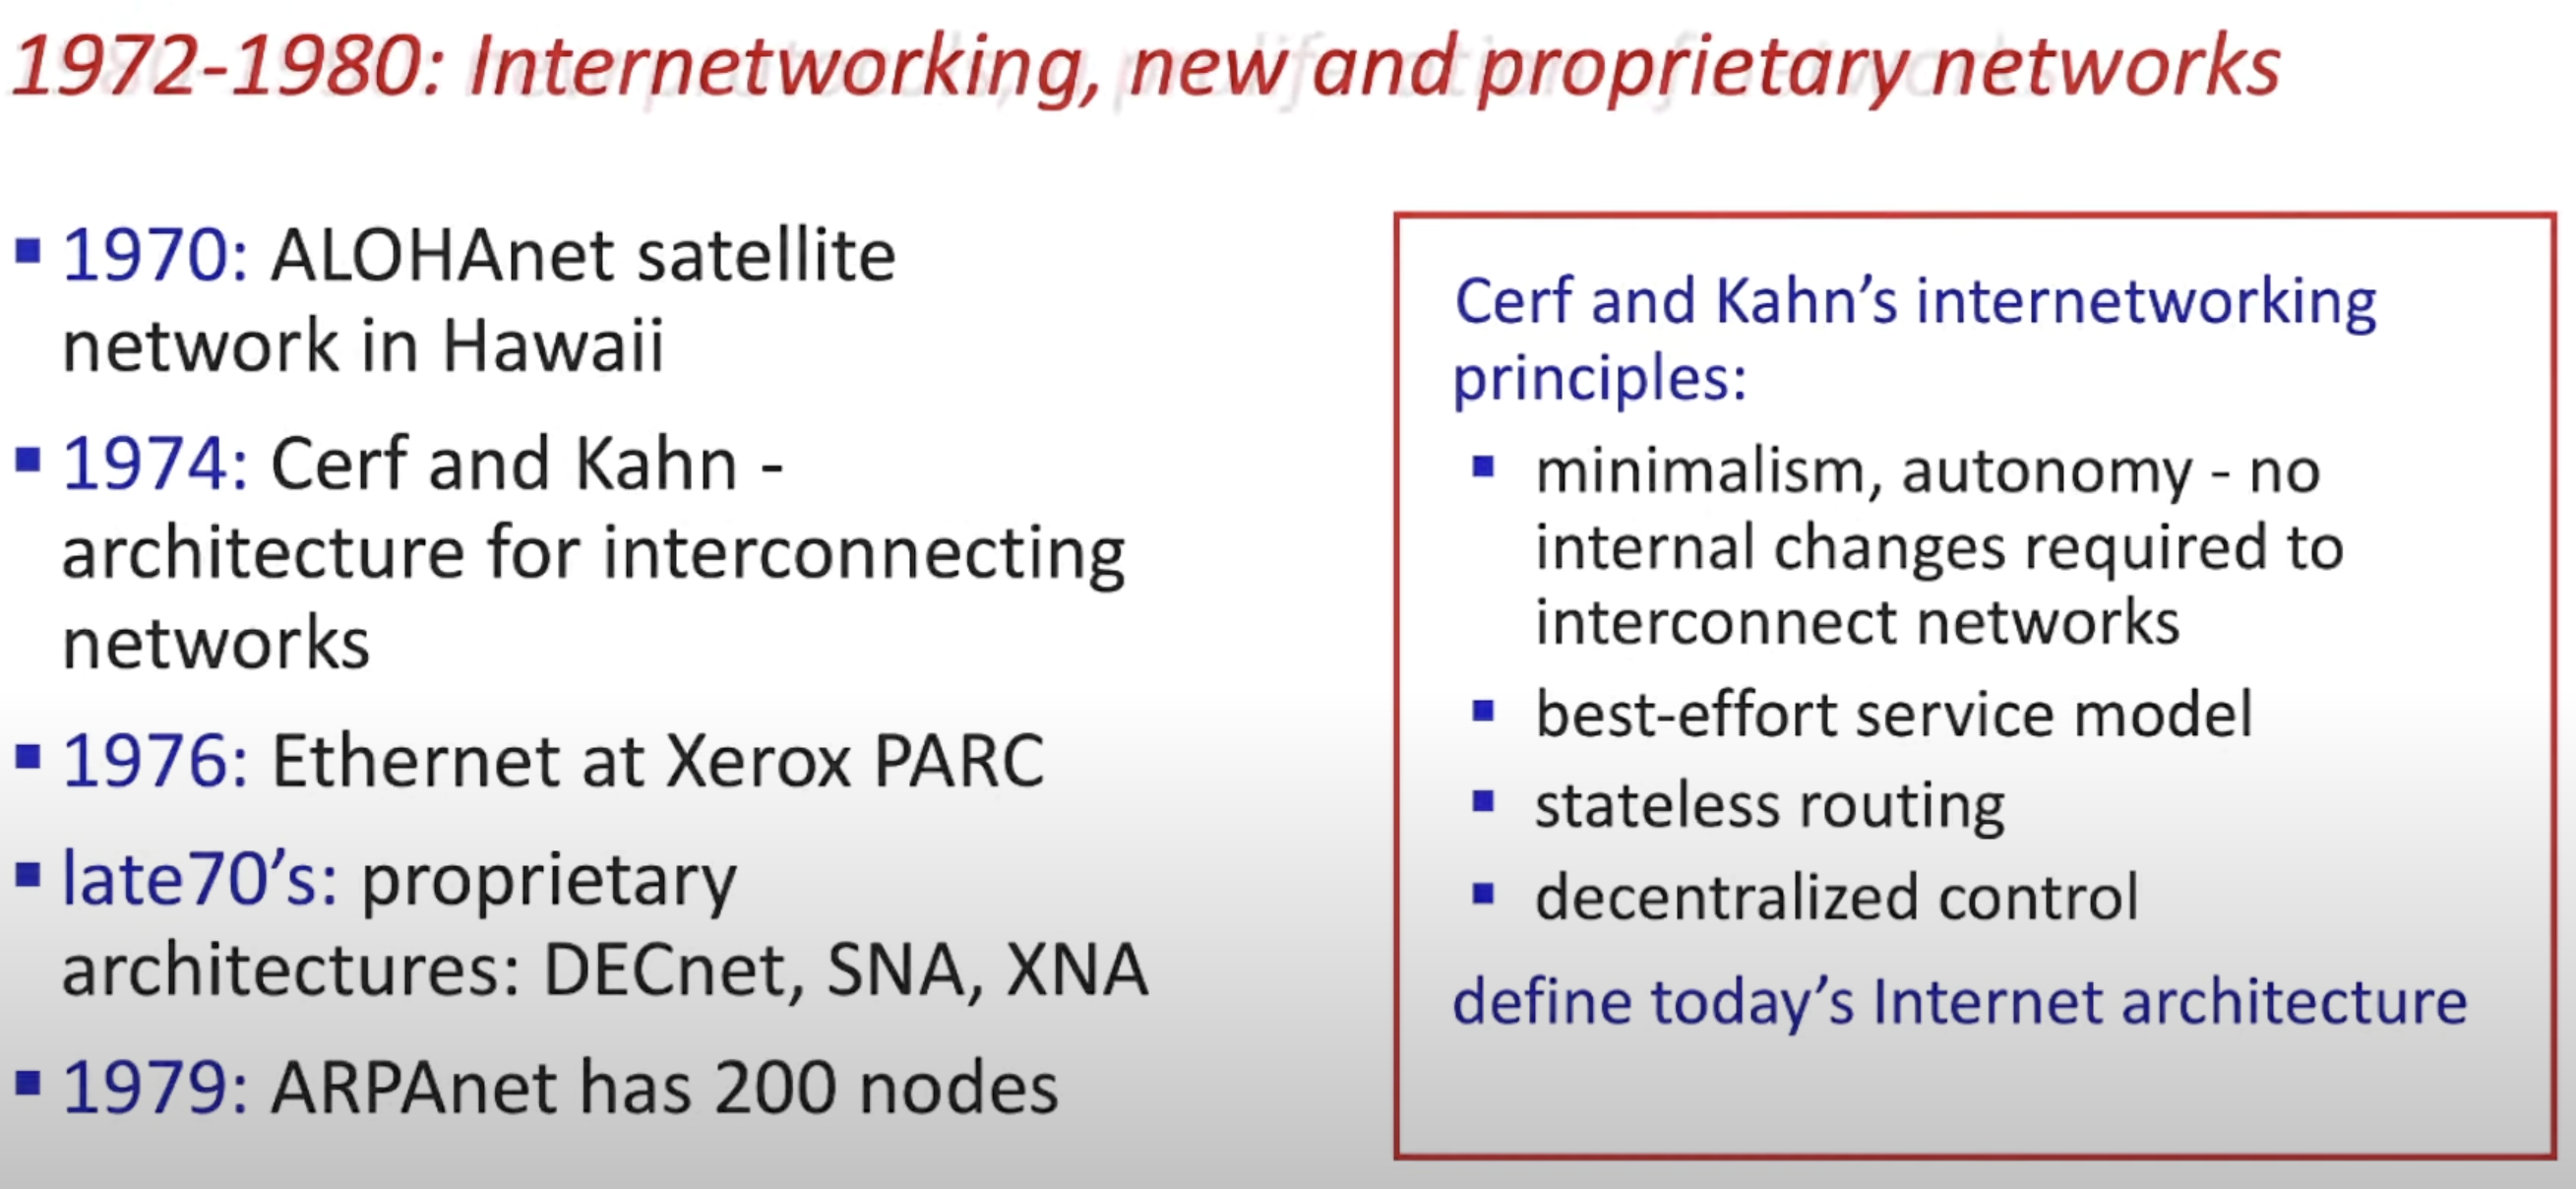 1972-1980: Internetworking, new and proprietary networks
▪ 1970: ALOHAnet satellite
network in Hawaii
▪ 1974: Cerf and Kahn -
architecture for interconnecting
networks
▪ 1976: Ethernet at Xerox PARC
▪ late70’s: proprietary
architectures: DECnet, SNA, XNA
▪ 1979: ARPAnet has 200 nodes
Cerf and Kahn’s internetworking
principles:
▪ minimalism, autonomy - no
internal changes required to
interconnect networks
▪ best-effort service model
▪ stateless routing
▪ decentralized control
define today’s Internet architecture